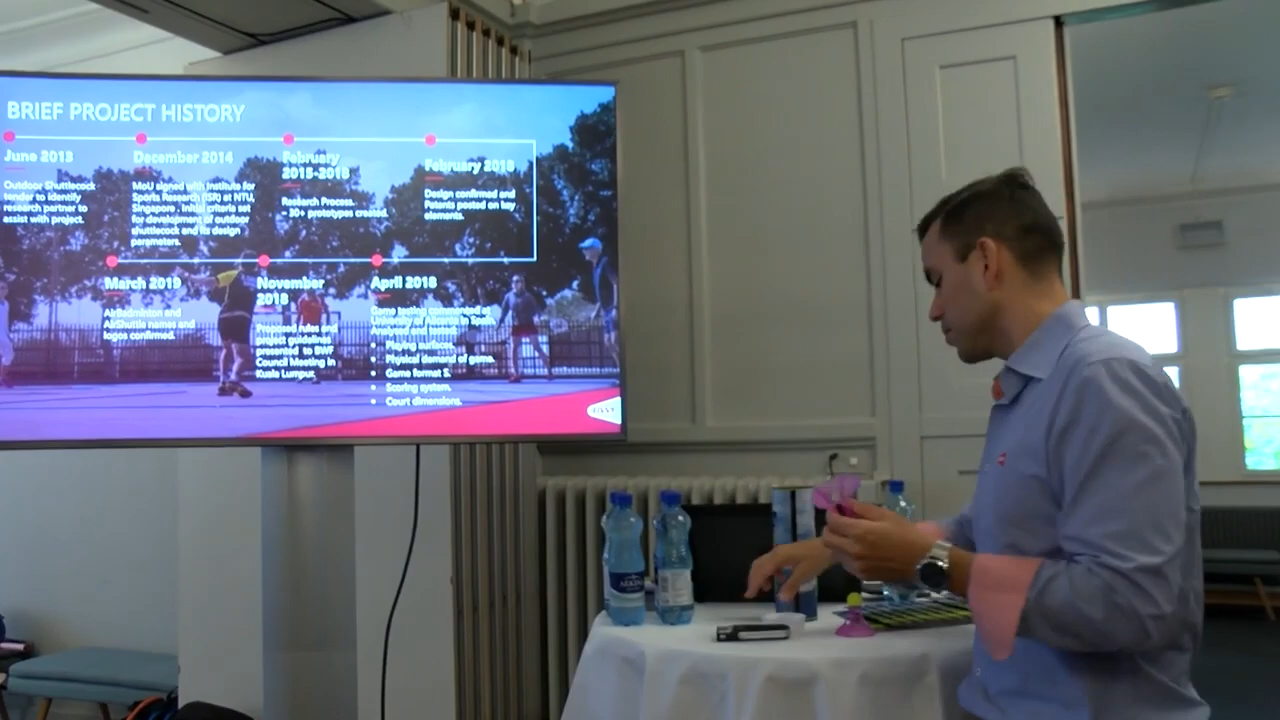 BRIEF PROJECT HISTORY
June 2013
Outdoor Shuttlecock
tender to identify
research partner to
assist with project.
December 2014
MoU signed with Institute for
Sports Research (ISR) at NTU,
Singapore . Initial criteria set
for development of outdoor
shuttlecock and its design
parameters.
February
2015-2018
Research Process.
- 30+ prototypes created.
February 2018
Design confirmed and
Patents posted on key
elements.
March 2019
AirBadminton and
AirShuttle names and
logos confirmed.
November
2018
Proposed rules and
project guidelines
presented to BWF
Council Meeting in
Kuala Lumpur.
April 2018
Game testing commenced at
• Playing surfaces.
• Physical demand of game.
• Game format S.
• Scoring system.
• Court dimensions.